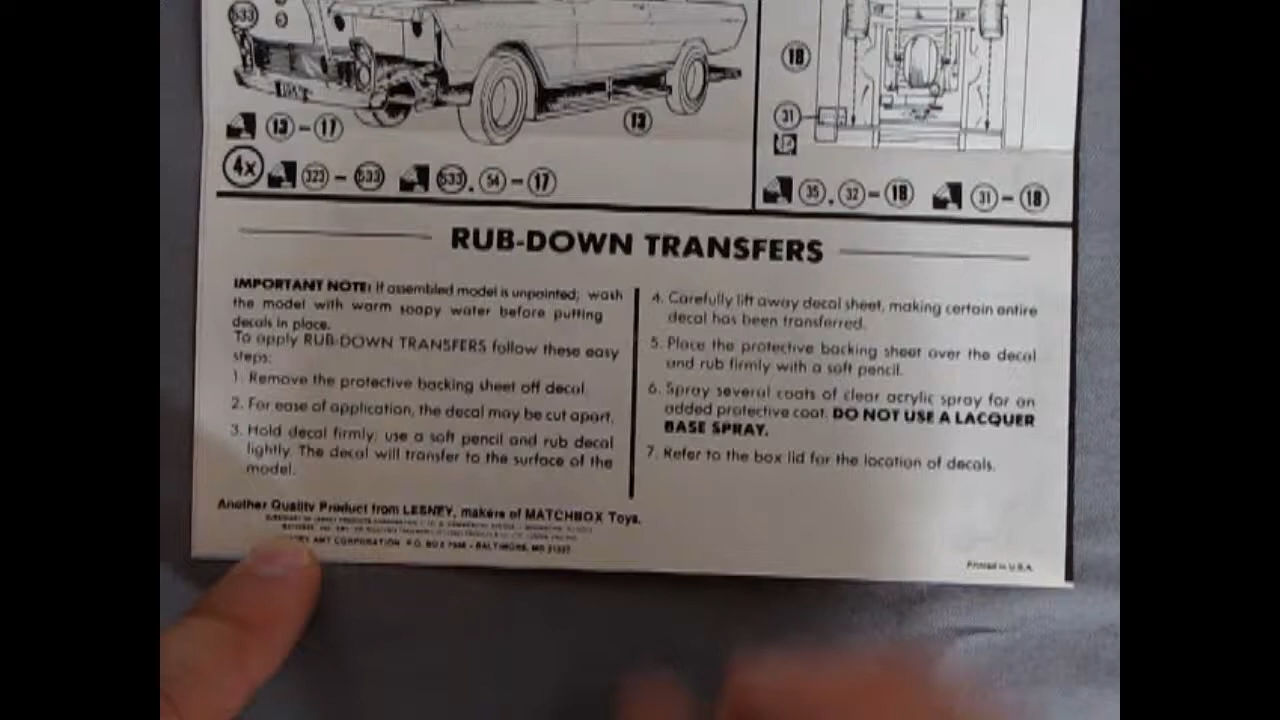 533
13 - 17
13
4x 323 - 533 533, 54 - 17
18
31
35, 32 - 18 31 - 18
RUB-DOWN TRANSFERS
IMPORTANT NOTE: If assembled model is unpainted; wash
the model with warm soapy water before putting
decals in place.
To apply RUB-DOWN TRANSFERS follow these easy
steps:
1. Remove the protective backing sheet off decal.
2. For ease of application, the decal may be cut apart.
3. Hold decal firmly; use a soft pencil and rub decal
lightly. The decal will transfer to the surface of the
model.
4. Carefully lift away decal sheet, making certain entire
decal has been transferred.
5. Place the protective backing sheet over the decal
and rub firmly with a soft pencil.
6. Spray several coats of clear acrylic spray for an
added protective coat. DO NOT USE A LACQUER
BASE SPRAY.
7. Refer to the box lid for the location of decals.
Another Quality Product from LESNEY, makers of MATCHBOX Toys.
AMT CORPORATION P.O. BOX - BALTIMORE, MD
Printed in U.S.A.